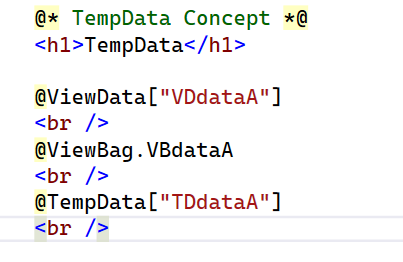 @* TempData Concept *@
<h1>TempData</h1>
@ViewData["VDdataA"]
<br />
@ViewBag.VBdataA
<br />
@TempData["TDdataA"]
<br />